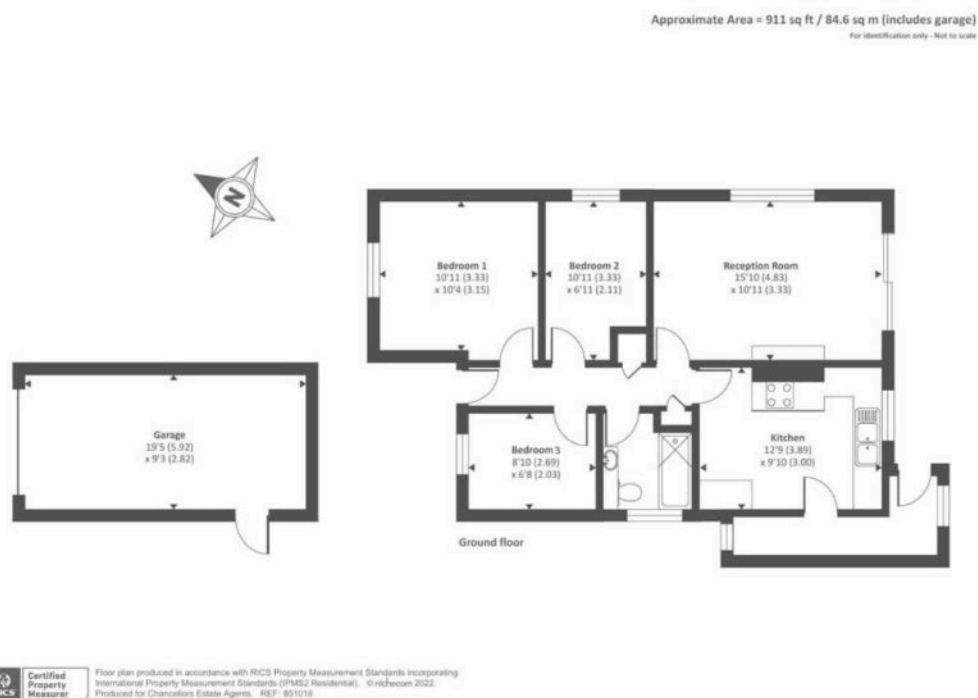 Approximate Area = 911 sq ft / 84.6 sq m (includes garage)
For identification only - Not to scale
N
Bedroom 1
10'11 (3.33)
x 10'4 (3.15)
Bedroom 2
10'11 (3.33)
x 6'11 (2.11)
Reception Room
15'10 (4.83)
x 10'11 (3.33)
Garage
19'5 (5.92)
x 9'3 (2.82)
Bedroom 3
8'10 (2.69)
x 6'8 (2.03)
Kitchen
12'9 (3.89)
x 9'10 (3.00)
Ground floor
RICS
Certified
Property
Measurer
Floor plan produced in accordance with RICS Property Measurement Standards incorporating
International Property Measurement Standards (IPMS2 Residential). © nichecom 2022.
Produced for Chancellors Estate Agents. REF: 851018